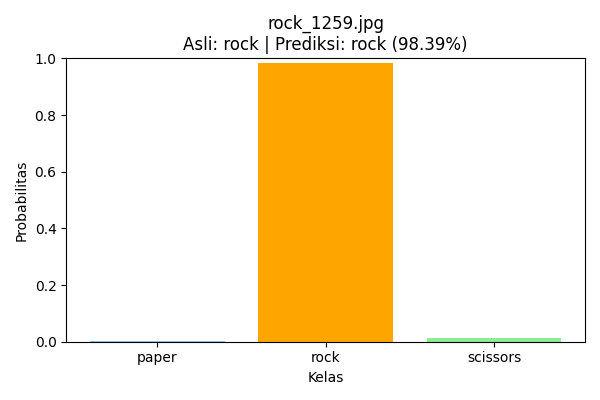 rock_1259.jpg
Asli: rock | Prediksi: rock (98.39%)
1.0
0.8
0.6
0.4
0.2
0.0
Probabilitas
paper
rock
scissors
Kelas